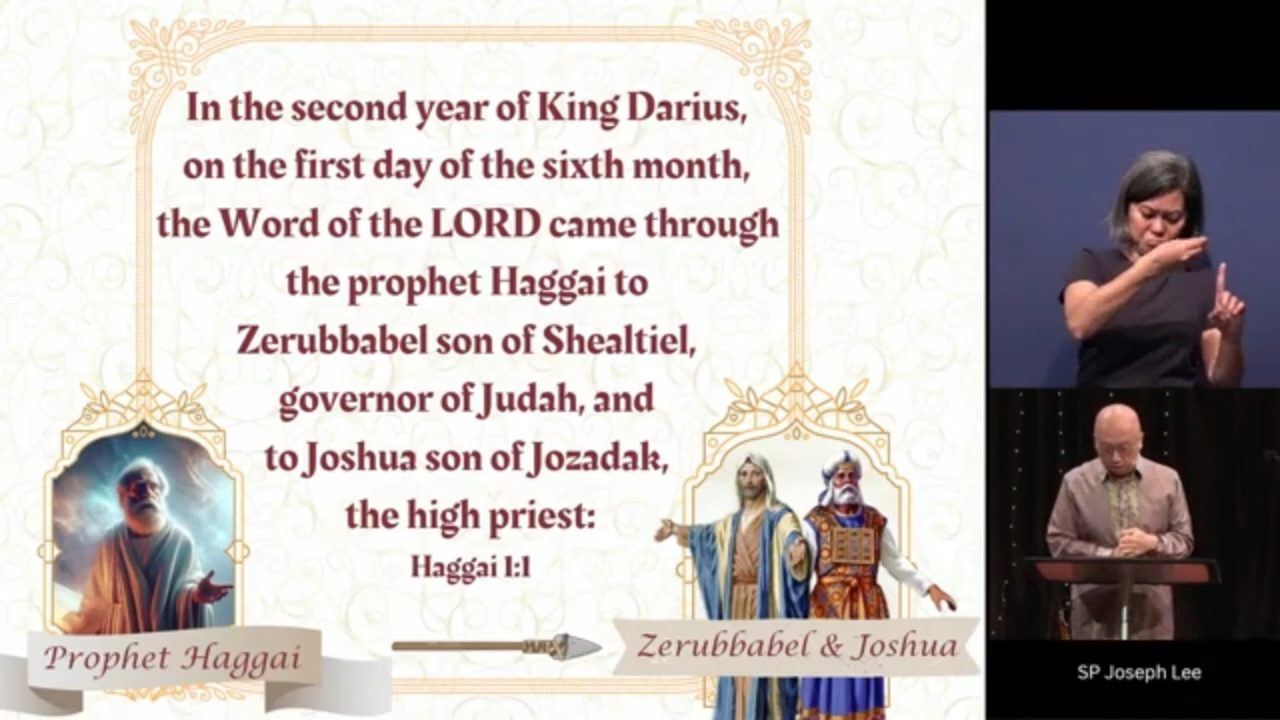 In the second year of King Darius,
on the first day of the sixth month,
the Word of the LORD came through
the prophet Haggai to
Zerubbabel son of Shealtiel,
governor of Judah, and
to Joshua son of Jozadak,
the high priest:
Haggai 1:1
Prophet Haggai
Zerubbabel & Joshua
SP Joseph Lee